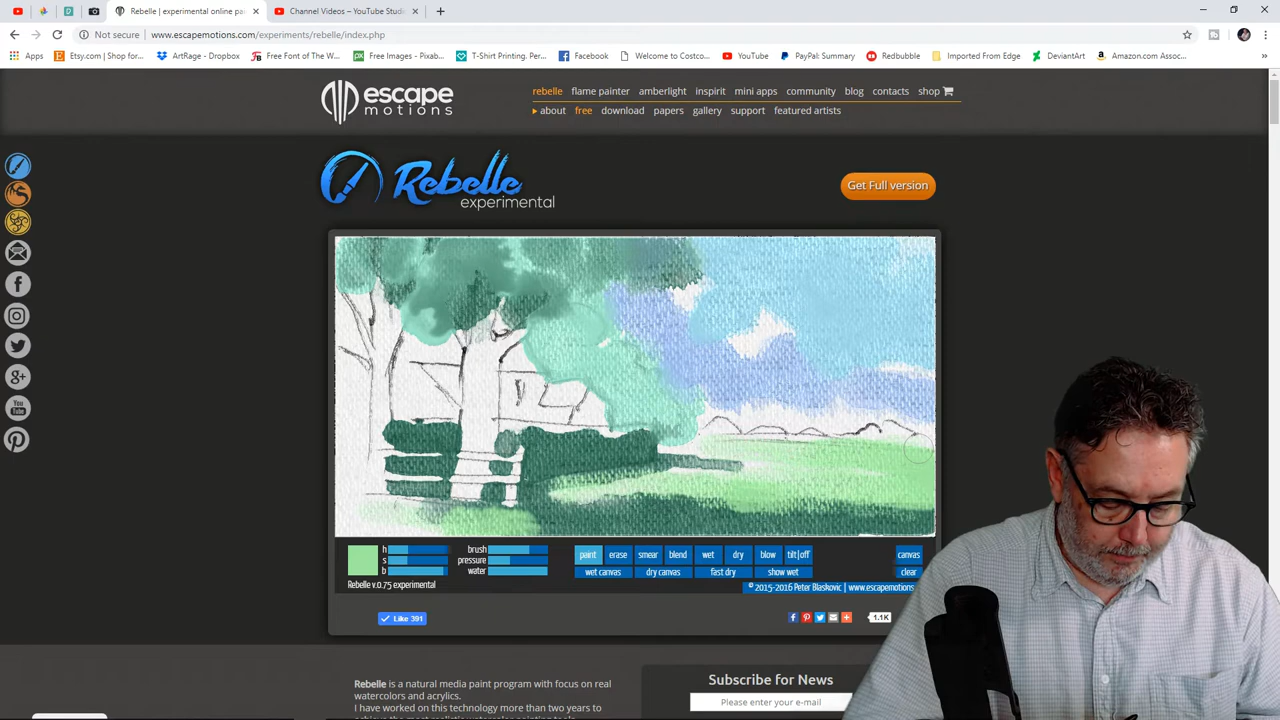 Rebelle | experimental online pai
Channel Videos - YouTube Studi
Not secure | www.escapemotions.com/experiments/rebelle/index.php
Apps Etsy.com | Shop for... ArtRage - Dropbox Free Font of The W... Free Images - Pixab... T-Shirt Printing. Per... Facebook Welcome to Costco... YouTube PayPal: Summary Redbubble Imported From Edge DeviantArt Amazon.com Assoc...
escape motions
rebelle flame painter amberlight inspirit mini apps community blog contacts shop
about free download papers gallery support featured artists
Rebelle
experimental
Get Full version
h brush paint erase smear blend wet dry blow tilt|off canvas
s pressure
b water wet canvas dry canvas fast dry show wet clear
Rebelle v.0.75 experimental
© 2015-2016 Peter Blaskovic | www.escapemotions
Like 391
1.1K
Rebelle is a natural media paint program with focus on real
watercolors and acrylics.
I have worked on this technology more than two years to
Subscribe for News
Please enter your e-mail